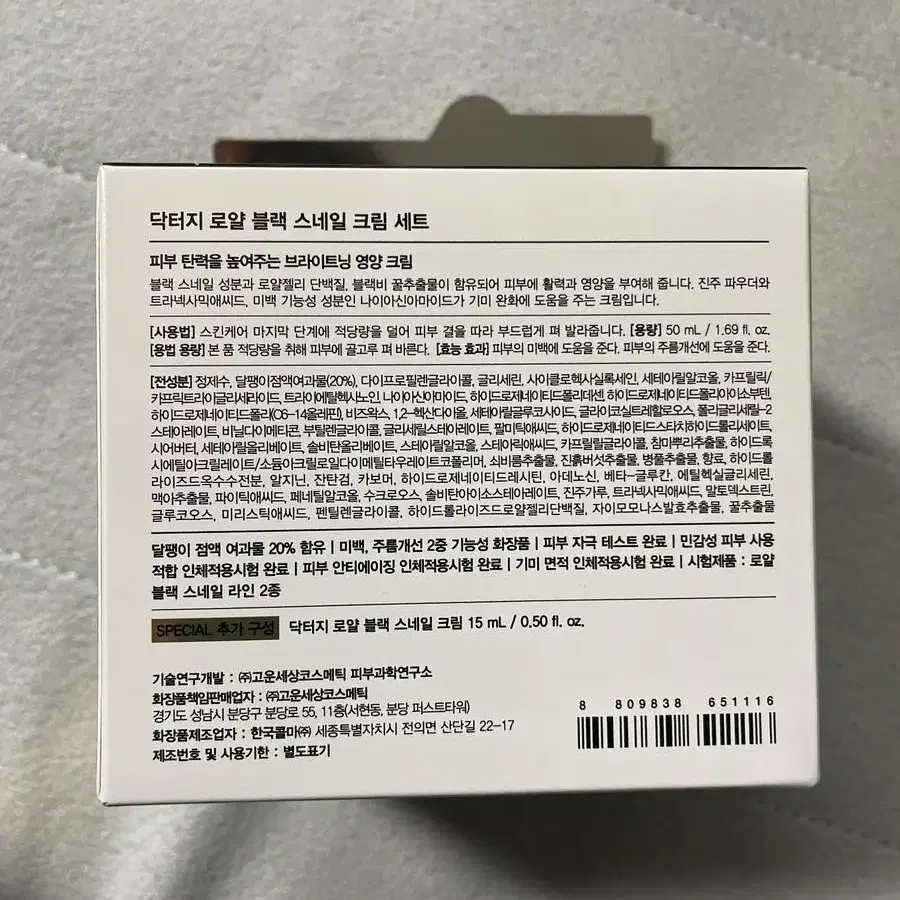 닥터지 로얄 블랙 스네일 크림 세트
피부 탄력을 높여주는 브라이트닝 영양 크림
블랙 스네일 성분과 로얄젤리 단백질, 블랙비 꿀추출물이 함유되어 피부에 활력과 영양을 부여해 줍니다. 진주 파우더와
트라넥사믹애씨드, 미백 기능성 성분인 나이아신아마이드가 기미 완화에 도움을 주는 크림입니다.
[사용법] 스킨케어 마지막 단계에 적당량을 덜어 피부 결을 따라 부드럽게 펴 발라줍니다. [용량] 50 mL / 1.69 fl. oz.
[용법 용량] 본 품 적당량을 취해 피부에 골고루 펴 바른다. [효능 효과] 피부의 미백에 도움을 준다. 피부의 주름개선에 도움을 준다.
[전성분] 정제수, 달팽이점액여과물(20%), 다이프로필렌글라이콜, 글리세린, 사이클로헥사실록세인, 세테아릴알코올, 카프릴릭/
카프릭트라이글리세라이드, 트라이에틸헥사노인, 나이아신아마이드, 하이드로제네이티드폴리데센, 하이드로제네이티드폴리아이소부텐,
하이드로제네이티드폴리(C6-14올레핀), 비즈왁스, 1,2-헥산다이올, 세테아릴글루코사이드, 글라이코실트레할로오스, 폴리글리세릴-2
스테아레이트, 비닐다이메티콘, 부틸렌글라이콜, 글리세릴스테아레이트, 팔미틱애씨드, 하이드로제네이티드스타치하이드롤리세이트,
시어버터, 세테아릴올리베이트, 솔비탄올리베이트, 스테아릴알코올, 스테아릭애씨드, 카프릴릴글라이콜, 참마뿌리추출물, 하이드록
시에틸아크릴레이트/소듐아크릴로일다이메틸타우레이트코폴리머, 쇠비름추출물, 진흙버섯추출물, 병풀추출물, 향료, 하이드롤
라이즈드옥수수전분, 알지닌, 잔탄검, 카보머, 하이드로제네이티드레시틴, 아데노신, 베타-글루칸, 에틸헥실글리세린,
맥아추출물, 파이틱애씨드, 페네틸알코올, 수크로오스, 솔비탄아이소스테아레이트, 진주가루, 트라넥사믹애씨드, 말토덱스트린,
글루코오스, 미리스틱애씨드, 펜틸렌글라이콜, 하이드롤라이즈드로얄젤리단백질, 자이모모나스발효추출물, 꿀추출물
달팽이 점액 여과물 20% 함유 | 미백, 주름개선 2중 기능성 화장품 | 피부 자극 테스트 완료 | 민감성 피부 사용
적합 인체적용시험 완료 | 피부 안티에이징 인체적용시험 완료 | 기미 면적 인체적용시험 완료 | 시험제품 : 로얄
블랙 스네일 라인 2종
SPECIAL 추가 구성 닥터지 로얄 블랙 스네일 크림 15 mL / 0.50 fl. oz.
기술연구개발 : ㈜고운세상코스메틱 피부과학연구소
화장품책임판매업자 : ㈜고운세상코스메틱
경기도 성남시 분당구 분당로 55, 11층(서현동, 분당 퍼스트타워)
화장품제조업자 : 한국콜마㈜ 세종특별자치시 전의면 산단길 22-17
제조번호 및 사용기한 : 별도표기
8 809838 651116